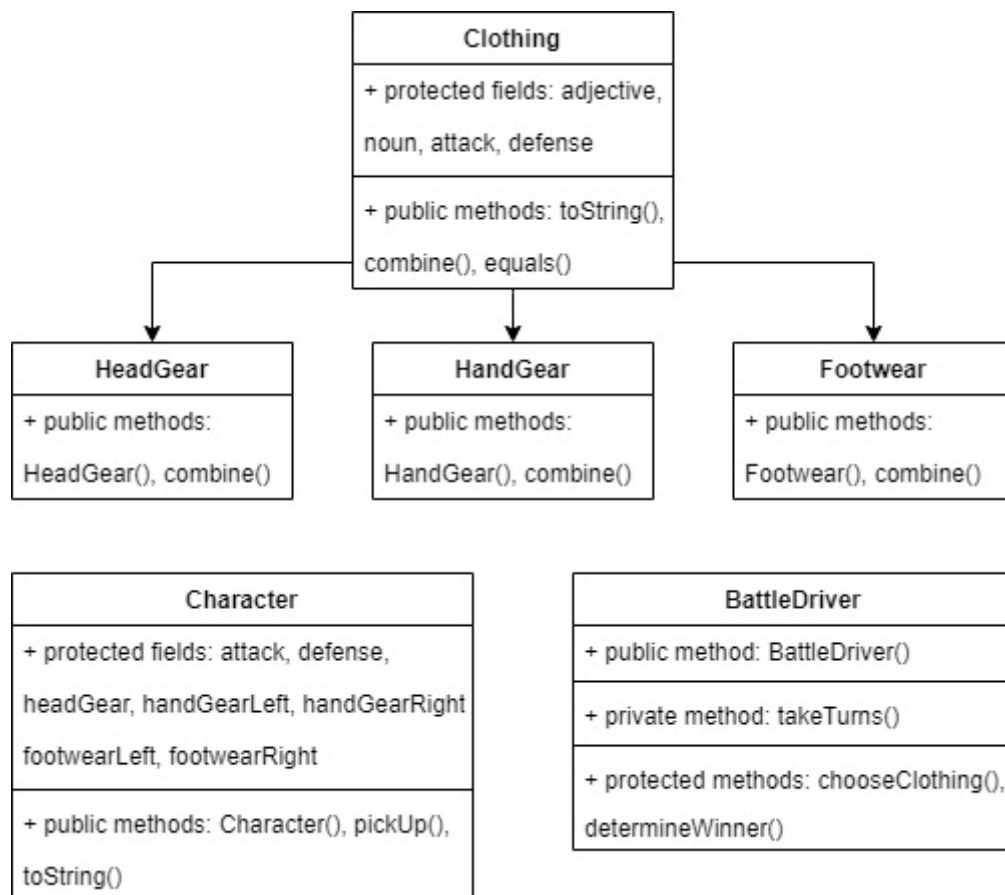 Clothing
+ protected fields: adjective,
noun, attack, defense
+ public methods: toString(),
combine(), equals()
HeadGear
+ public methods:
HeadGear(), combine()
HandGear
+ public methods:
HandGear(), combine()
Footwear
+ public methods:
Footwear(), combine()
Character
+ protected fields: attack, defense,
headGear, handGearLeft, handGearRight
footwearLeft, footwearRight
+ public methods: Character(), pickUp(),
toString()
BattleDriver
+ public method: BattleDriver()
+ private method: takeTurns()
+ protected methods: chooseClothing(),
determineWinner()